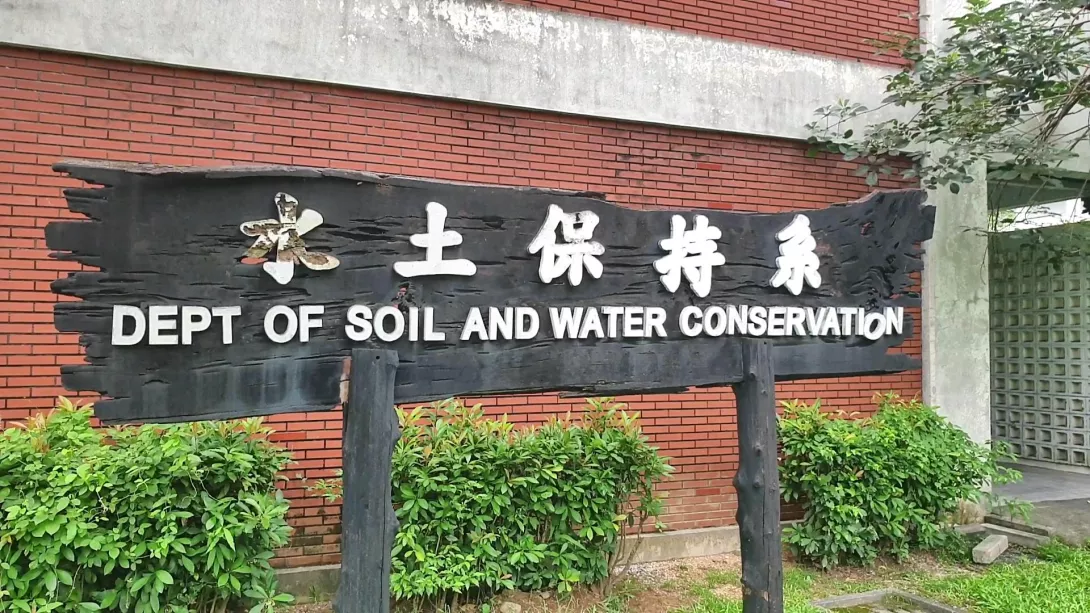 水土保持系
DEPT OF SOIL AND WATER CONSERVATION